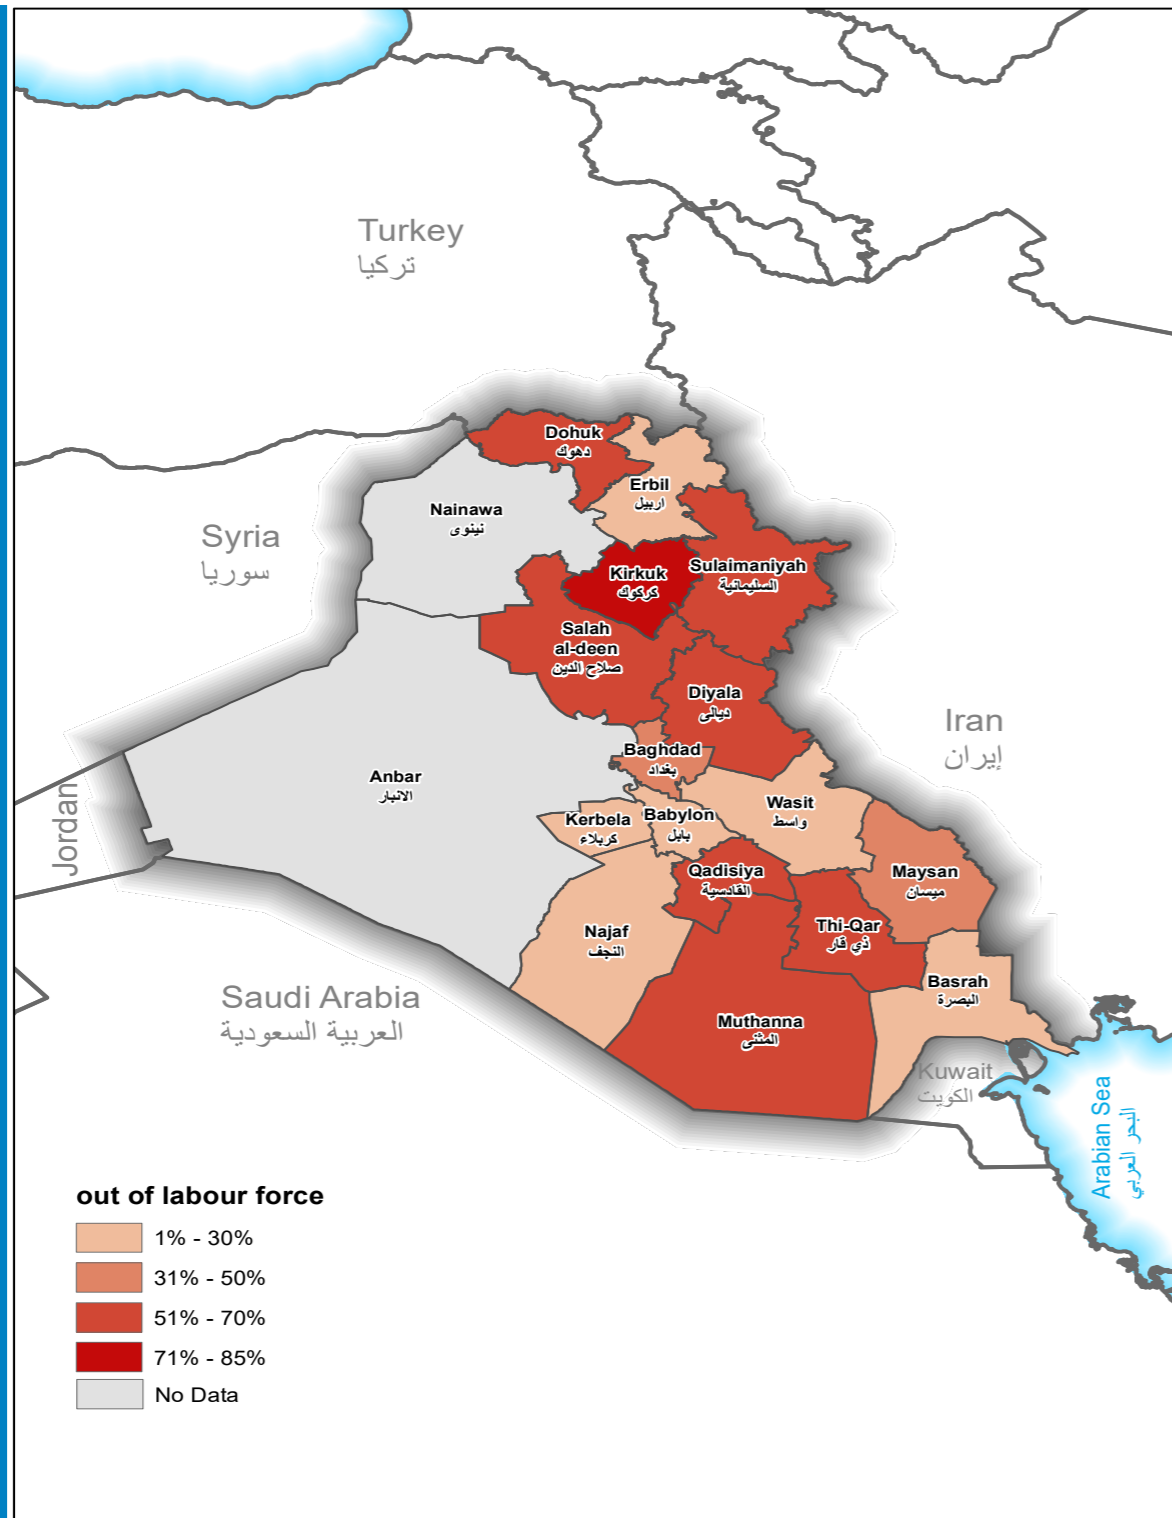 Turkey
تركيا
Dohuk
دهوك
Erbil
اربيل
Nainawa
نينوى
Syria
سوريا
Kirkuk
كركوك
Sulaimaniyah
السليمانية
Salah
al-deen
صلاح الدين
Diyala
ديالى
Iran
إيران
Baghdad
بغداد
Anbar
الانبار
Jordan
Wasit
واسط
Kerbela
كربلاء
Babylon
بابل
Maysan
ميسان
Qadisiya
القادسية
Thi-Qar
ذي قار
Najaf
النجف
Basrah
البصرة
Saudi Arabia
العربية السعودية
Muthanna
المثنى
Kuwait
الكويت
Arabian Sea
البحر العربي
out of labour force
1% - 30%
31% - 50%
51% - 70%
71% - 85%
No Data